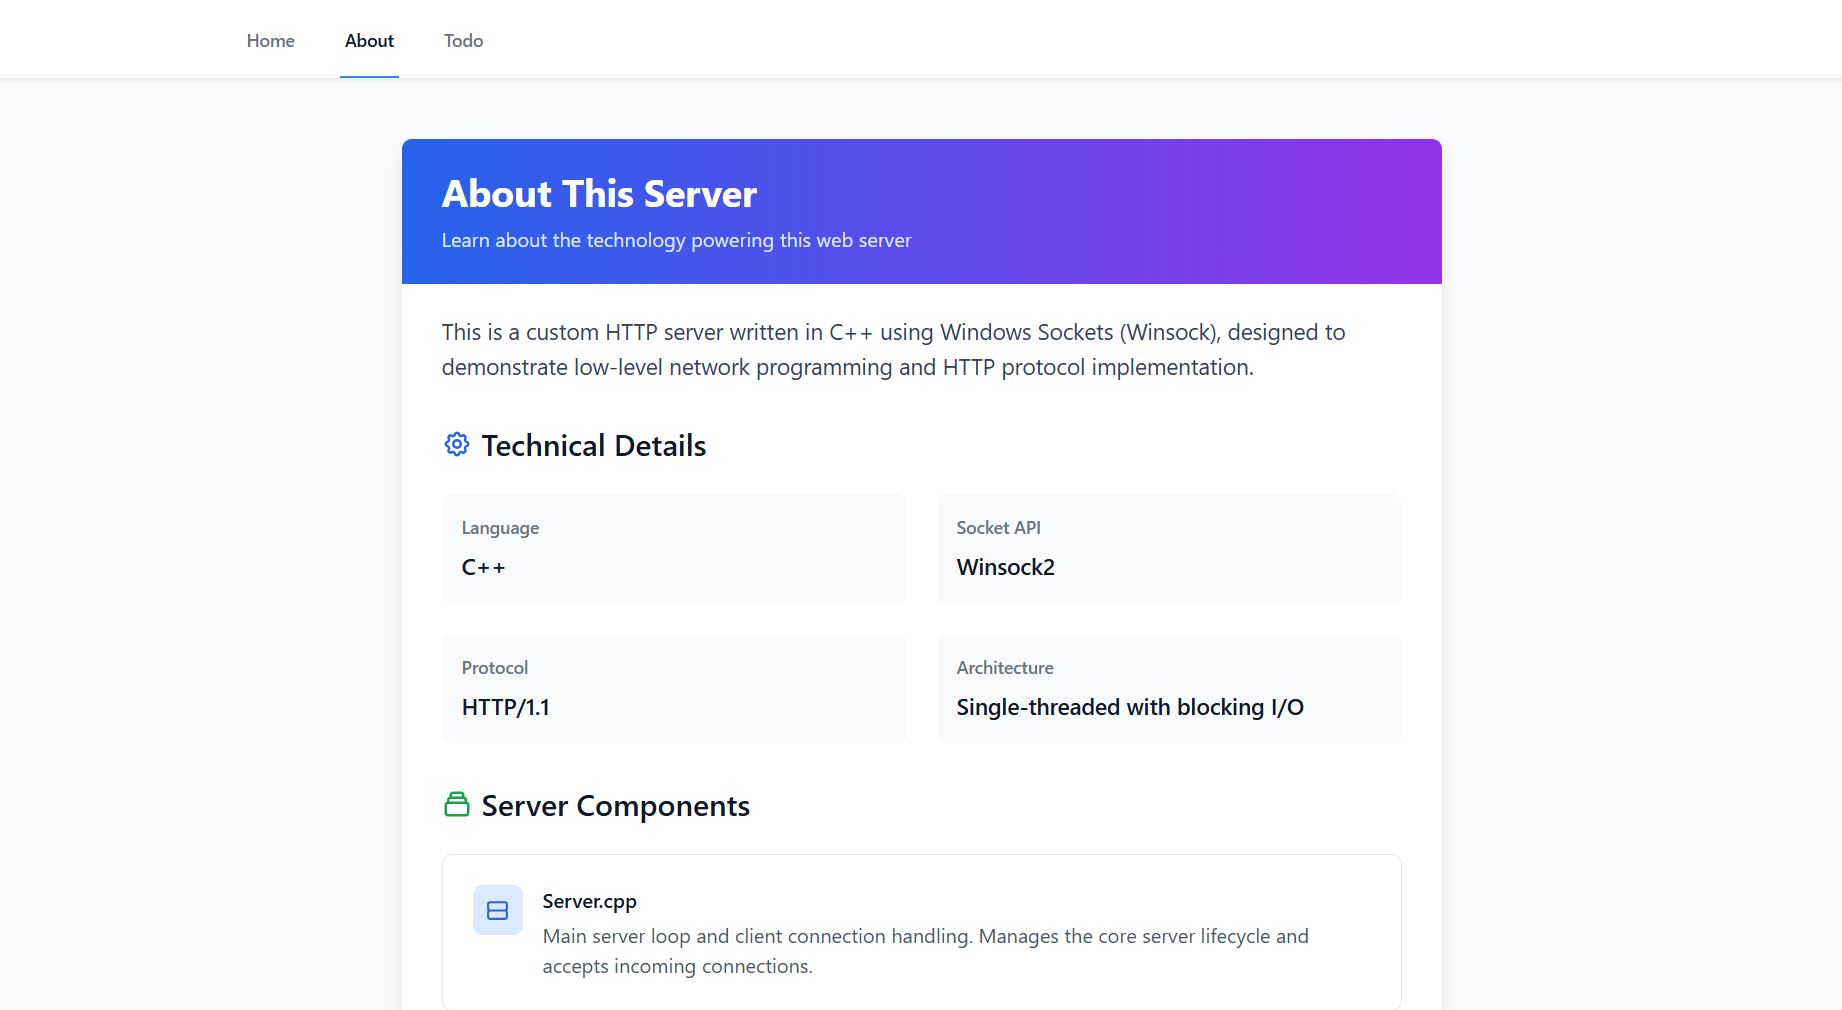 Home
About
Todo
About This Server
Learn about the technology powering this web server
This is a custom HTTP server written in C++ using Windows Sockets (Winsock), designed to
demonstrate low-level network programming and HTTP protocol implementation.
Technical Details
Language
C++
Socket API
Winsock2
Protocol
HTTP/1.1
Architecture
Single-threaded with blocking I/O
Server Components
Server.cpp
Main server loop and client connection handling. Manages the core server lifecycle and
accepts incoming connections.